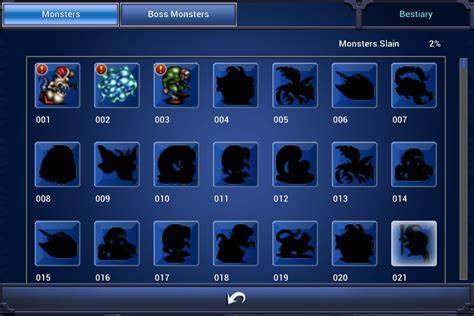 Monsters Boss Monsters Bestiary
Monsters Slain 2%
001 002 003 004 005 006 007
008 009 010 011 012 013 014
015 016 017 018 019 020 021